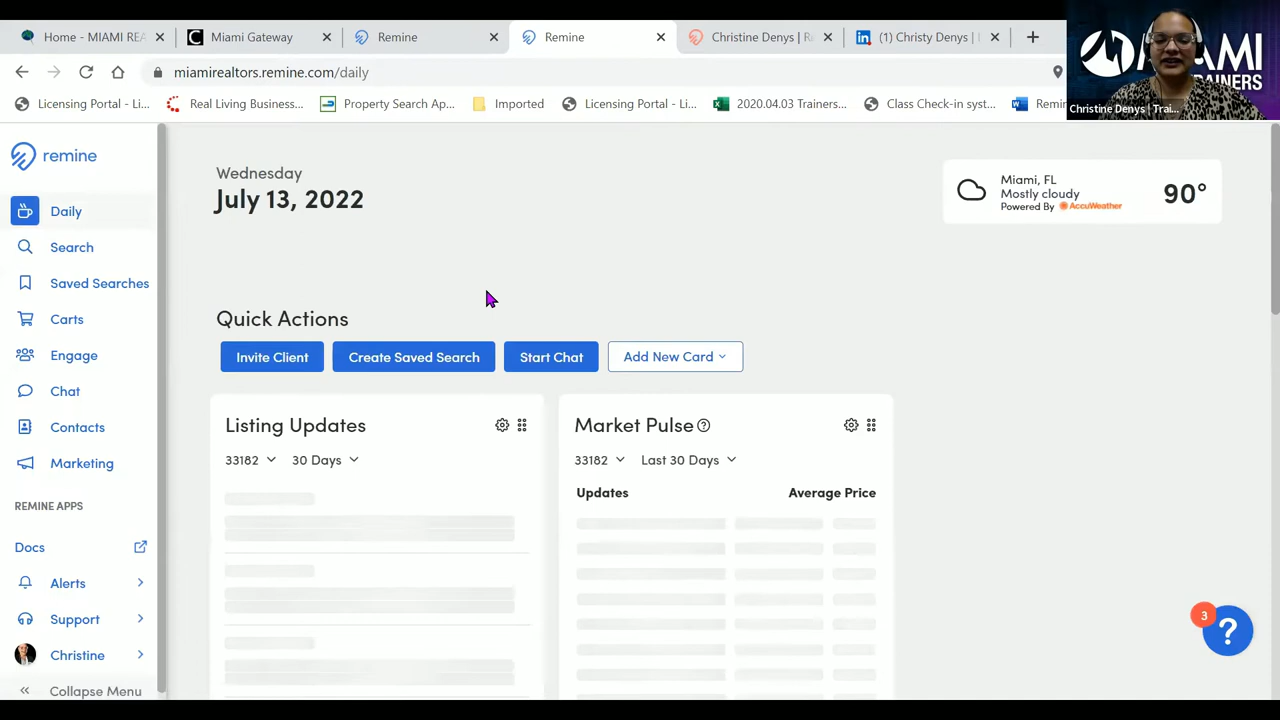 Home - MIAMI REA
Miami Gateway
Remine
Remine
Christine Denys | R
(1) Christy Denys |
miamirealtors.remine.com/daily
Licensing Portal - Li...
Real Living Business...
Property Search Ap...
Imported
Licensing Portal - Li...
2020.04.03 Trainers...
Class Check-in syst...
Remin
MIAMI
TRAINERS
Christine Denys | Trai...
remine
Daily
Search
Saved Searches
Carts
Engage
Chat
Contacts
Marketing
REMINE APPS
Docs
Alerts
Support
Christine
Collapse Menu
Wednesday
July 13, 2022
Miami, FL
Mostly cloudy
Powered By AccuWeather
90°
Quick Actions
Invite Client
Create Saved Search
Start Chat
Add New Card
Listing Updates
33182 30 Days
Market Pulse
33182 Last 30 Days
Updates Average Price
3
?